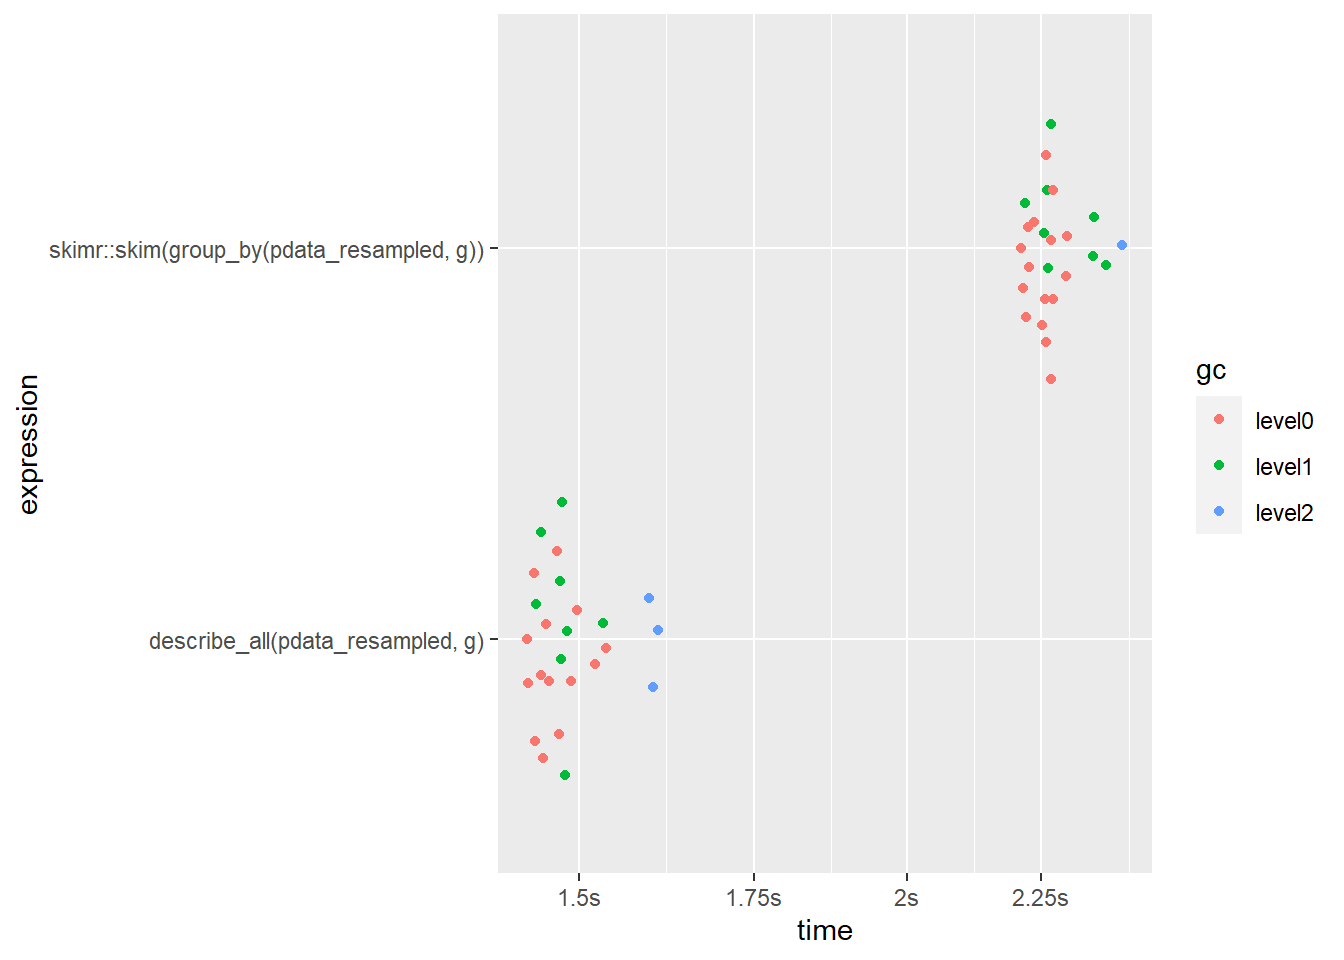 skimr::skim(group_by(pdata_resampled, g))
describe_all(pdata_resampled, g)
expression
1.5s
1.75s
2s
2.25s
time
gc
level0
level1
level2